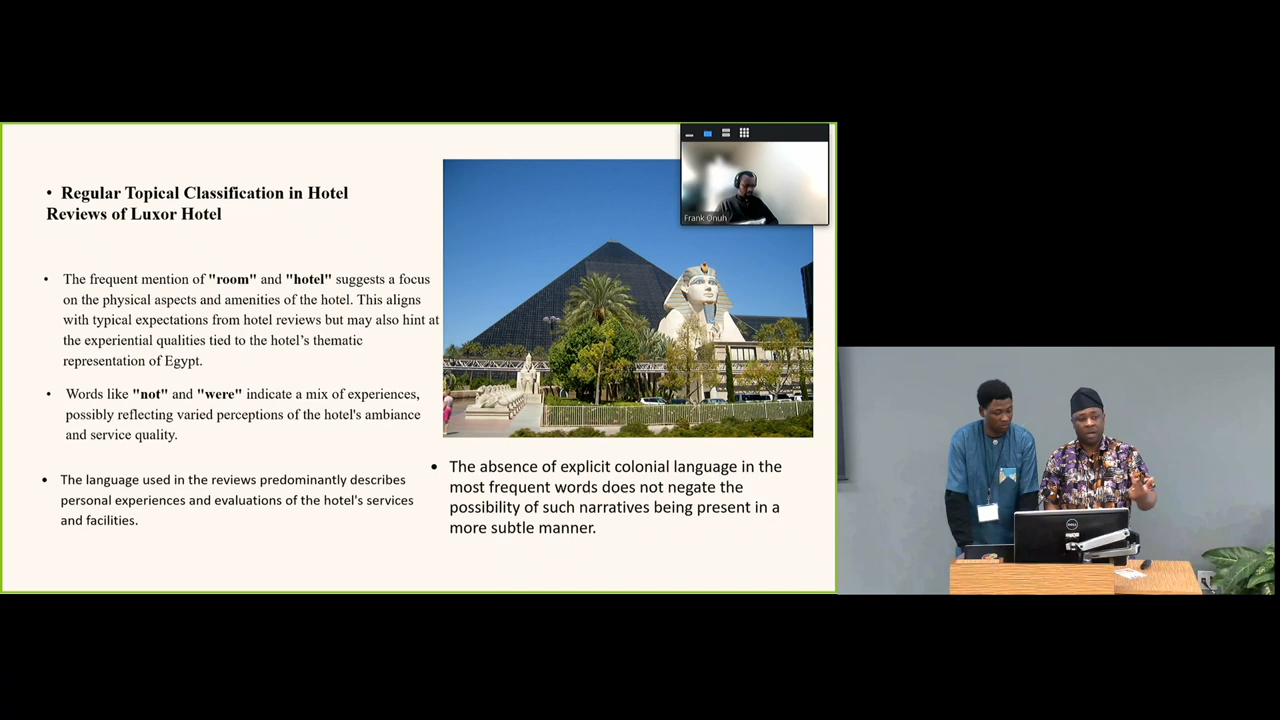 • Regular Topical Classification in Hotel
Reviews of Luxor Hotel
• The frequent mention of "room" and "hotel" suggests a focus
on the physical aspects and amenities of the hotel. This aligns
with typical expectations from hotel reviews but may also hint at
the experiential qualities tied to the hotel’s thematic
representation of Egypt.
• Words like "not" and "were" indicate a mix of experiences,
possibly reflecting varied perceptions of the hotel's ambiance
and service quality.
• The language used in the reviews predominantly describes
personal experiences and evaluations of the hotel's services
and facilities.
• The absence of explicit colonial language in the
most frequent words does not negate the
possibility of such narratives being present in a
more subtle manner.
Frank Onuh
DELL